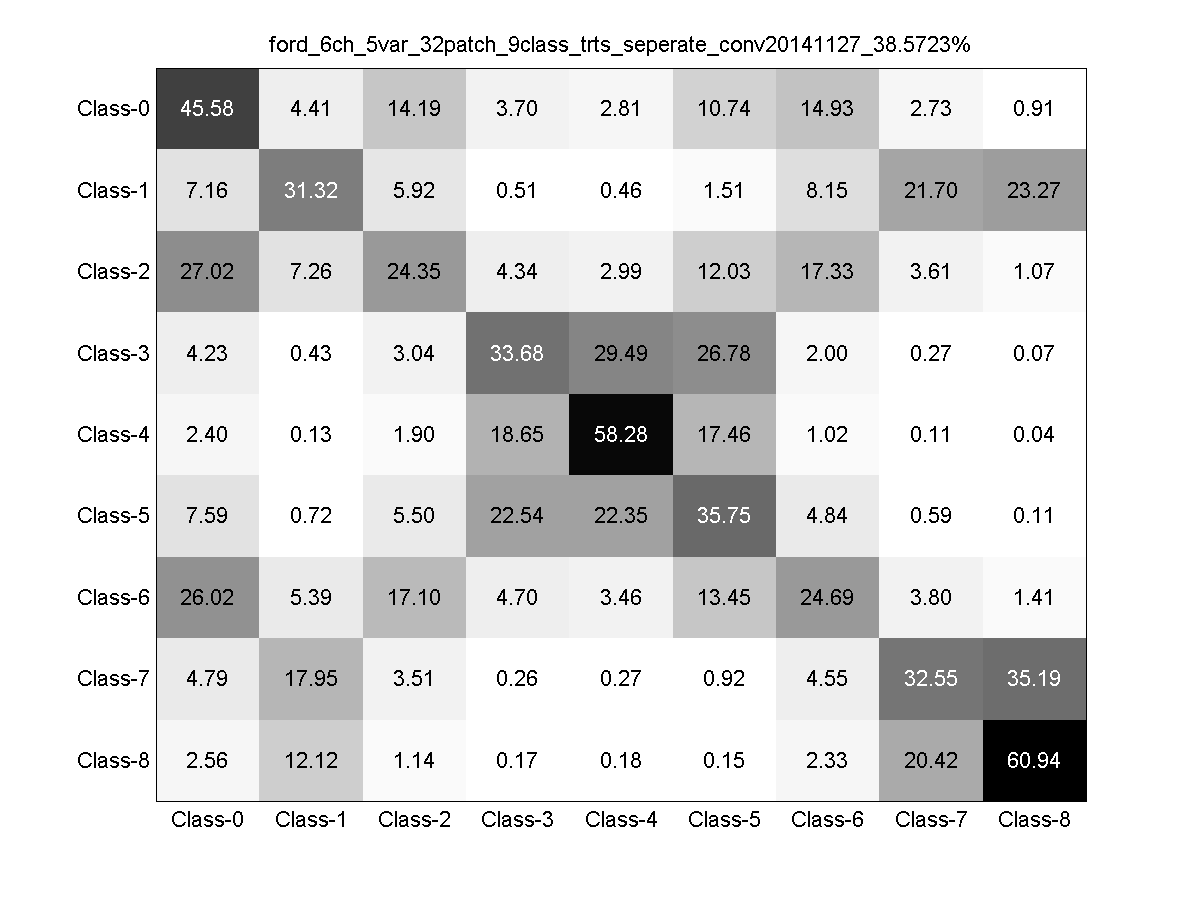 ford_6ch_5var_32patch_9class_trts_seperate_conv20141127_38.5723%
Class-0 45.58 4.41 14.19 3.70 2.81 10.74 14.93 2.73 0.91
Class-1 7.16 31.32 5.92 0.51 0.46 1.51 8.15 21.70 23.27
Class-2 27.02 7.26 24.35 4.34 2.99 12.03 17.33 3.61 1.07
Class-3 4.23 0.43 3.04 33.68 29.49 26.78 2.00 0.27 0.07
Class-4 2.40 0.13 1.90 18.65 58.28 17.46 1.02 0.11 0.04
Class-5 7.59 0.72 5.50 22.54 22.35 35.75 4.84 0.59 0.11
Class-6 26.02 5.39 17.10 4.70 3.46 13.45 24.69 3.80 1.41
Class-7 4.79 17.95 3.51 0.26 0.27 0.92 4.55 32.55 35.19
Class-8 2.56 12.12 1.14 0.17 0.18 0.15 2.33 20.42 60.94
Class-0 Class-1 Class-2 Class-3 Class-4 Class-5 Class-6 Class-7 Class-8